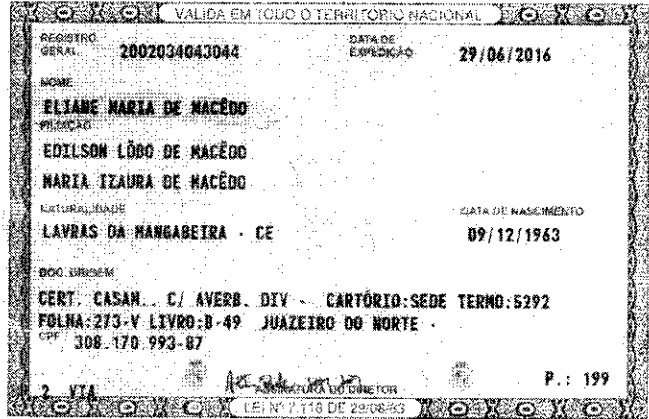 VÁLIDA EM TODO O TERRITÓRIO NACIONAL
REGISTRO GERAL 2002034043044 DATA DE EXPEDIÇÃO 29/06/2016
NOME
ELIANE MARIA DE MACÊDO
FILIAÇÃO
EDILSON LÔBO DE MACÊDO
MARIA IZAURA DE MACÊDO
NATURALIDADE DATA DE NASCIMENTO
LAVRAS DA MANGABEIRA - CE 09/12/1963
DOC ORIGEM
CERT. CASAM.. C/ AVERB. DIV - CARTÓRIO:SEDE TERMO:5292
FOLHA:273-V LIVRO:B-49 JUAZEIRO DO NORTE -
CPF 308.170.993-87
2 VIA P.: 199
ASSINATURA DO DIRETOR
LEI Nº 7.116 DE 29/08/83